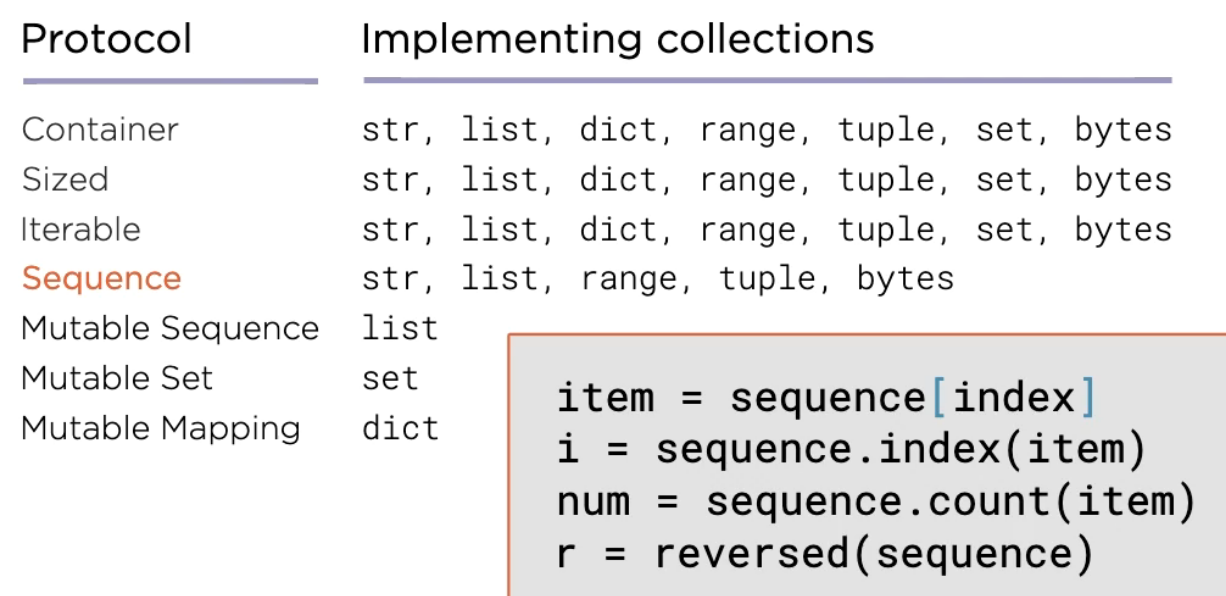 Protocol Implementing collections
Container str, list, dict, range, tuple, set, bytes
Sized str, list, dict, range, tuple, set, bytes
Iterable str, list, dict, range, tuple, set, bytes
Sequence str, list, range, tuple, bytes
Mutable Sequence list
Mutable Set set
Mutable Mapping dict
item = sequence[index]
i = sequence.index(item)
num = sequence.count(item)
r = reversed(sequence)